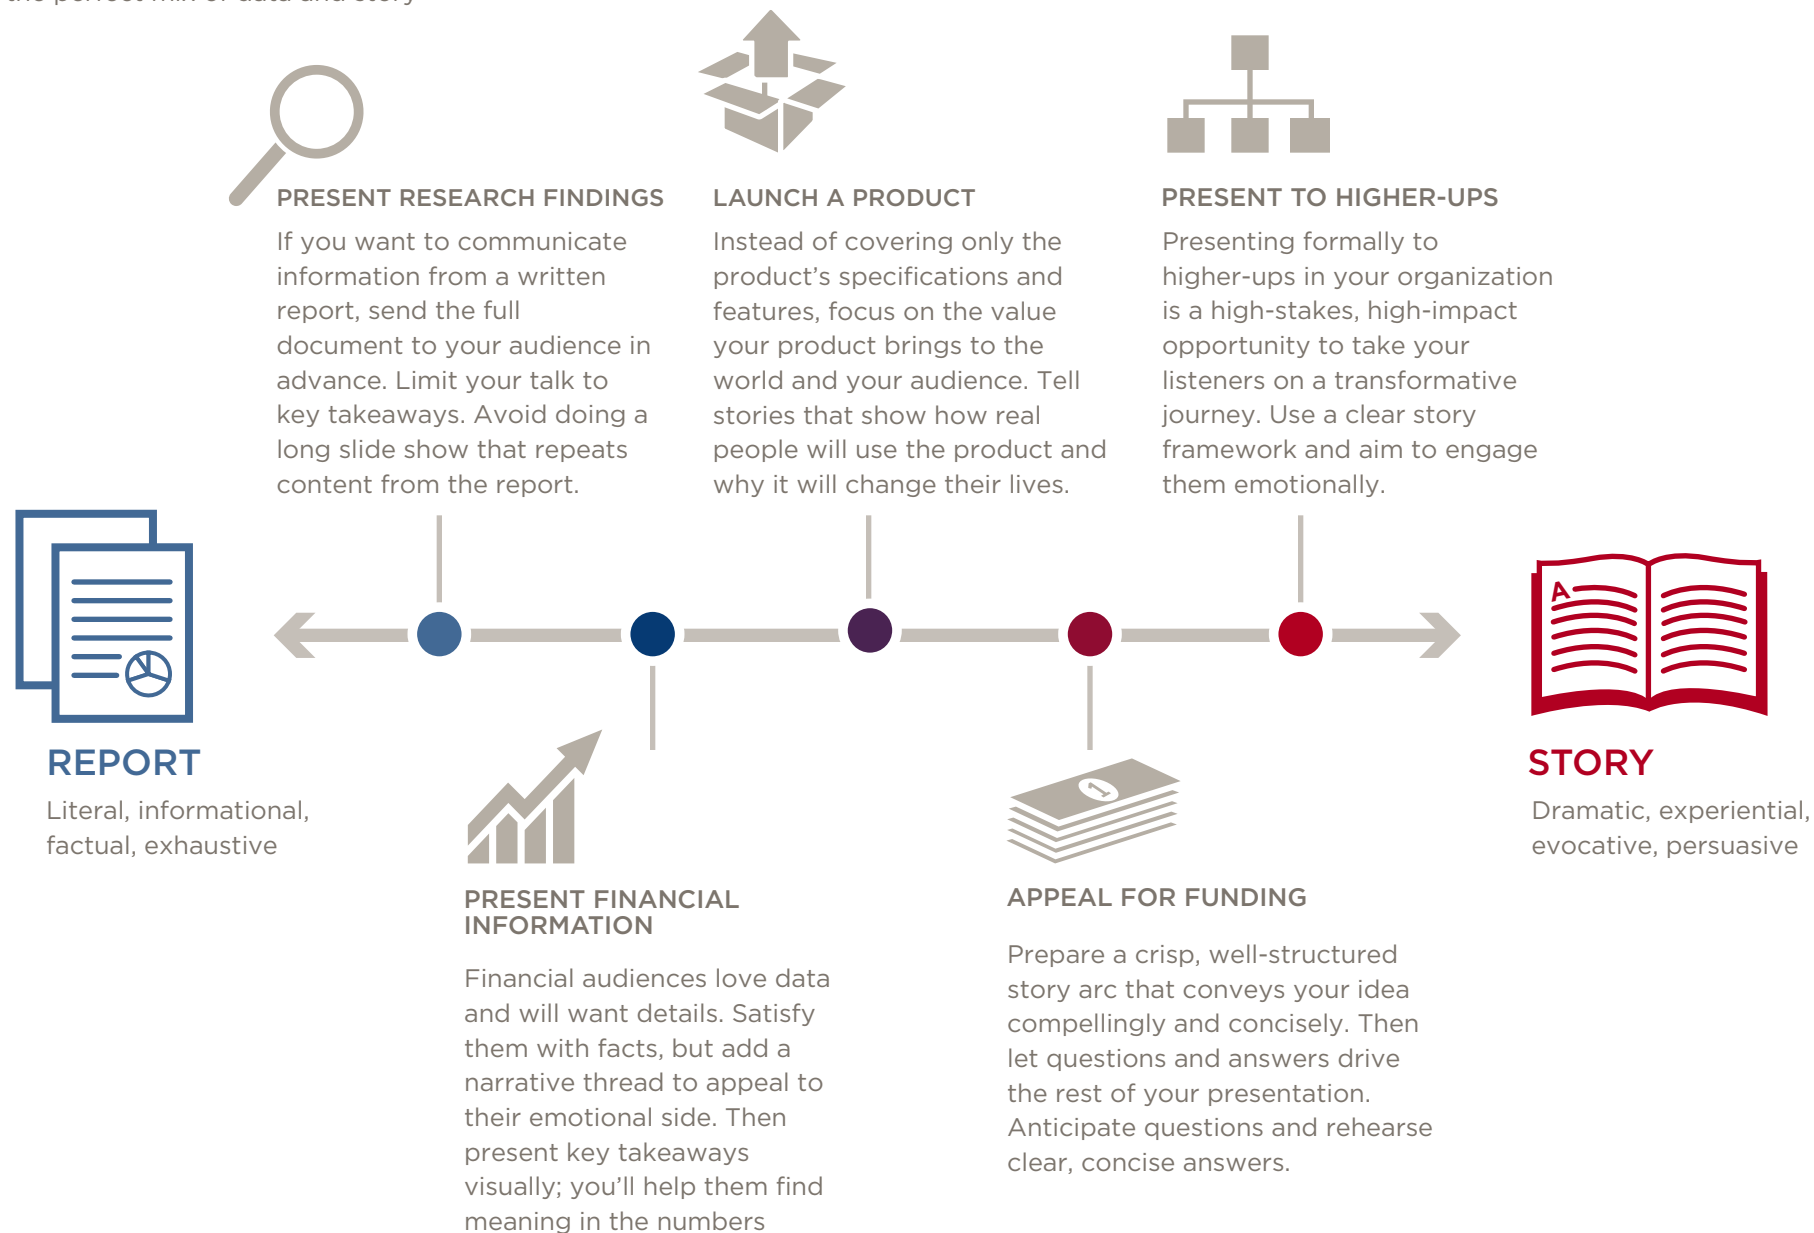 the perfect mix of data and story
PRESENT RESEARCH FINDINGS
If you want to communicate
information from a written
report, send the full
document to your audience in
advance. Limit your talk to
key takeaways. Avoid doing a
long slide show that repeats
content from the report.
LAUNCH A PRODUCT
Instead of covering only the
product’s specifications and
features, focus on the value
your product brings to the
world and your audience. Tell
stories that show how real
people will use the product and
why it will change their lives.
PRESENT TO HIGHER-UPS
Presenting formally to
higher-ups in your organization
is a high-stakes, high-impact
opportunity to take your
listeners on a transformative
journey. Use a clear story
framework and aim to engage
them emotionally.
REPORT
Literal, informational,
factual, exhaustive
A
STORY
Dramatic, experiential,
evocative, persuasive
PRESENT FINANCIAL
INFORMATION
Financial audiences love data
and will want details. Satisfy
them with facts, but add a
narrative thread to appeal to
their emotional side. Then
present key takeaways
visually; you’ll help them find
meaning in the numbers
1
APPEAL FOR FUNDING
Prepare a crisp, well-structured
story arc that conveys your idea
compellingly and concisely. Then
let questions and answers drive
the rest of your presentation.
Anticipate questions and rehearse
clear, concise answers.